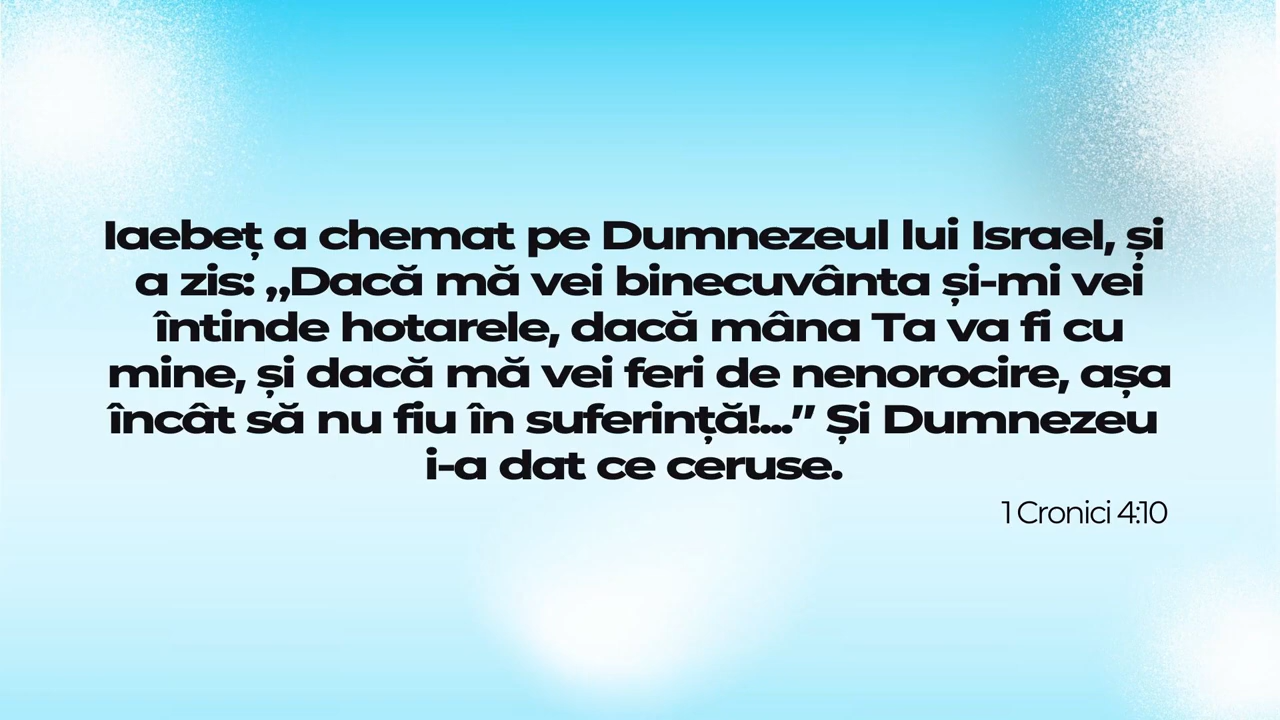 Iaebeț a chemat pe Dumnezeul lui Israel, și
a zis: „Dacă mă vei binecuvânta și-mi vei
întinde hotarele, dacă mâna Ta va fi cu
mine, și dacă mă vei feri de nenorocire, așa
încât să nu fiu în suferință!...” Și Dumnezeu
i-a dat ce ceruse.
1 Cronici 4:10